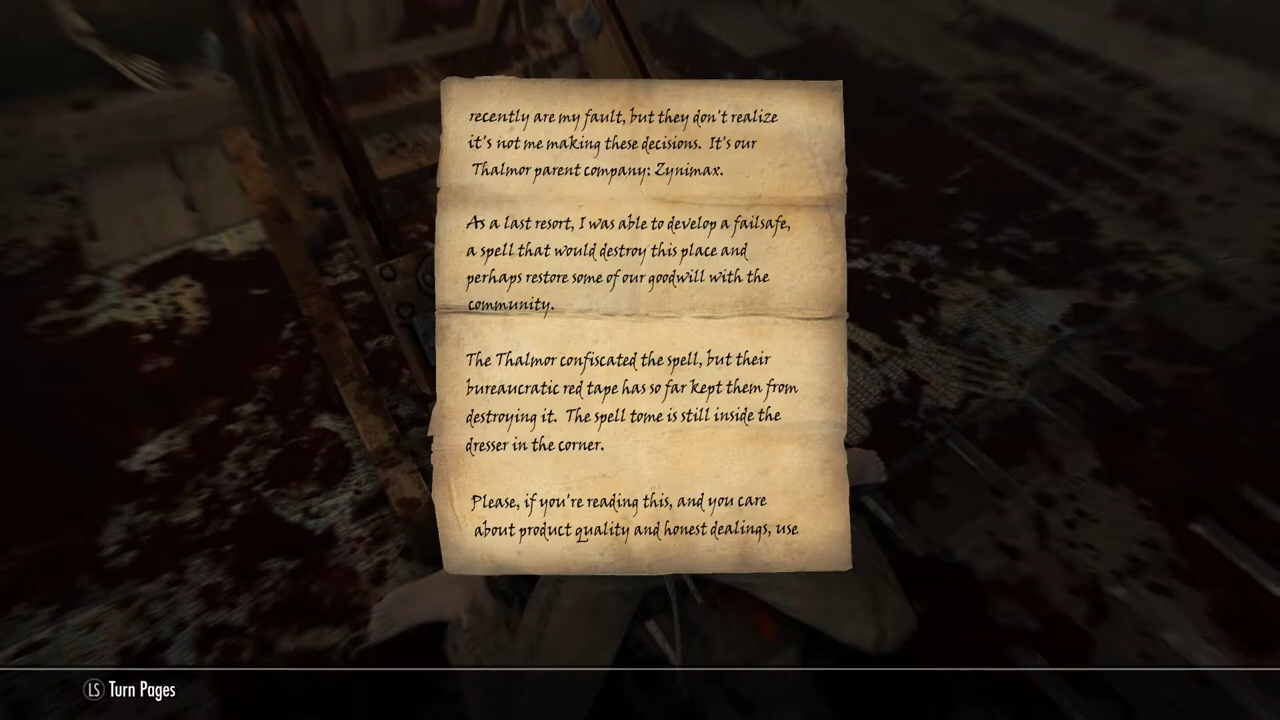 recently are my fault, but they don't realize
it's not me making these decisions. It's our
Thalmor parent company: Zynimax.
As a last resort, I was able to develop a failsafe,
a spell that would destroy this place and
perhaps restore some of our goodwill with the
community.
The Thalmor confiscated the spell, but their
bureaucratic red tape has so far kept them from
destroying it. The spell tome is still inside the
dresser in the corner.
Please, if you're reading this, and you care
about product quality and honest dealings, use
LS Turn Pages